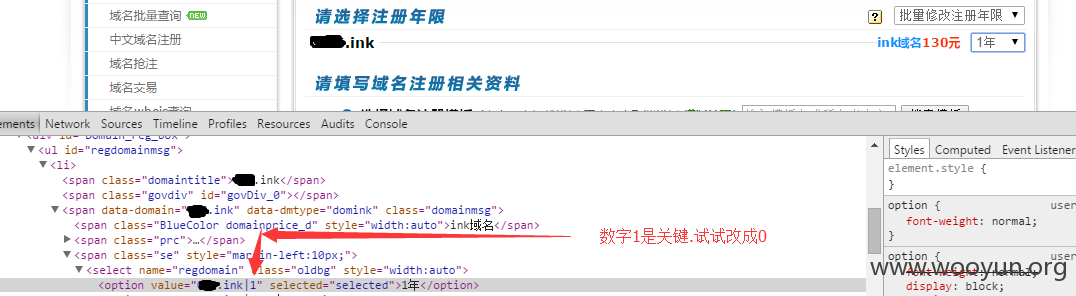 域名批量查询 NEW
中文域名注册
域名抢注
域名交易
域名whois查询
请选择注册年限
? 批量修改注册年限
.ink
ink域名130元
1年
请填写域名注册相关资料
Elements Network Sources Timeline Profiles Resources Audits Console
<ul id="regdomainmsg">
<li>
<span class="domaintitle"> .ink</span>
<span class="govdiv" id="govDiv_0"></span>
<span data-domain=" .ink" data-dmtype="domink" class="domainmsg">
<span class="BlueColor domainprice_d" style="width:auto">ink域名</span>
<span class="prc">…</span>
<span class="se" style="margin-left:10px;">
<select name="regdomain" class="oldbg" style="width:auto">
<option value=" .ink|1" selected="selected">1年</option>
数字1是关键.试试改成0
Styles Computed Event Listener
element.style {
}
option { user
font-weight: normal;
}
option { user
font-weight: normal;
display: block;
www.wooyun.org